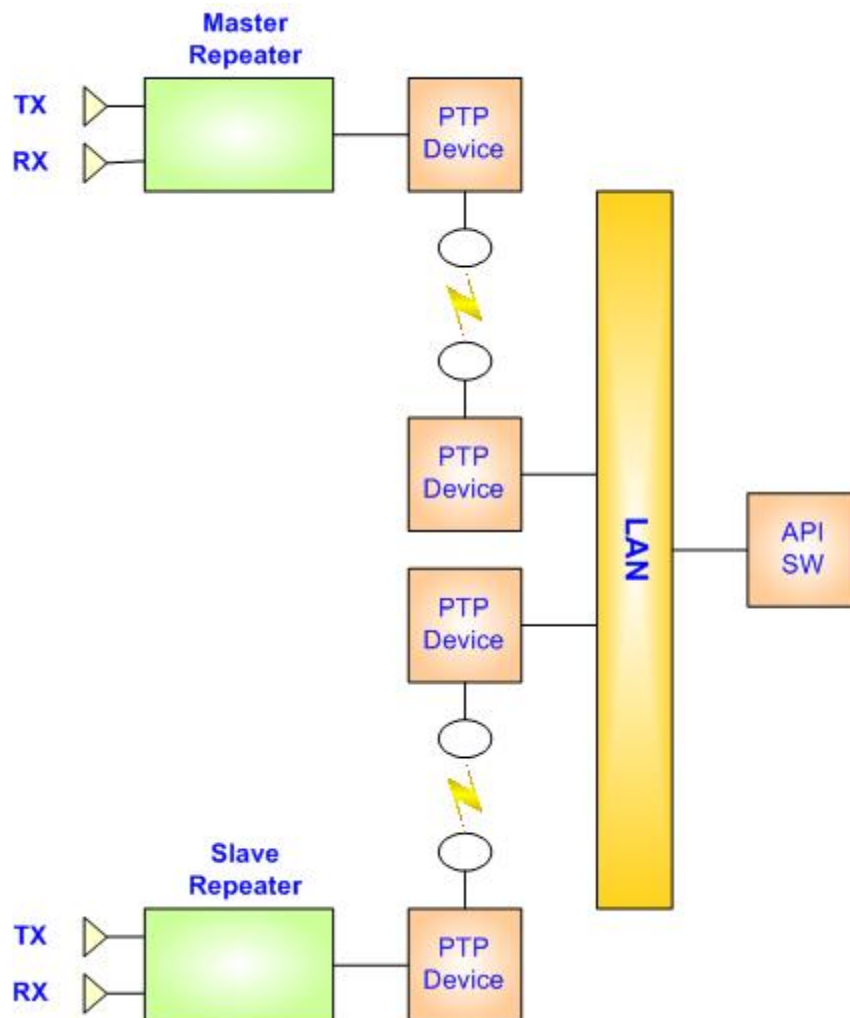 Master
Repeater
TX
RX
PTP
Device
PTP
Device
LAN
API
SW
PTP
Device
Slave
Repeater
TX
RX
PTP
Device